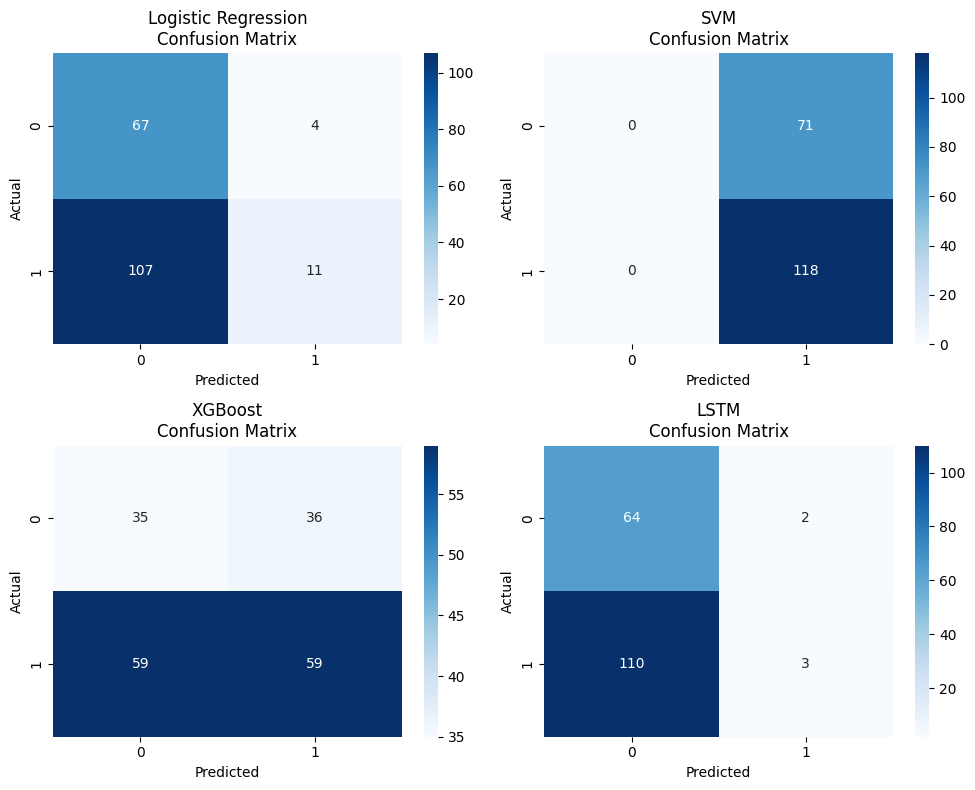 Logistic Regression
Confusion Matrix
67 4
107 11
Actual
0
1
0 1
Predicted
100
80
60
40
20
SVM
Confusion Matrix
0 71
0 118
Actual
0
1
0 1
Predicted
100
80
60
40
20
0
XGBoost
Confusion Matrix
35 36
59 59
Actual
0
1
0 1
Predicted
55
50
45
40
35
LSTM
Confusion Matrix
64 2
110 3
Actual
0
1
0 1
Predicted
100
80
60
40
20